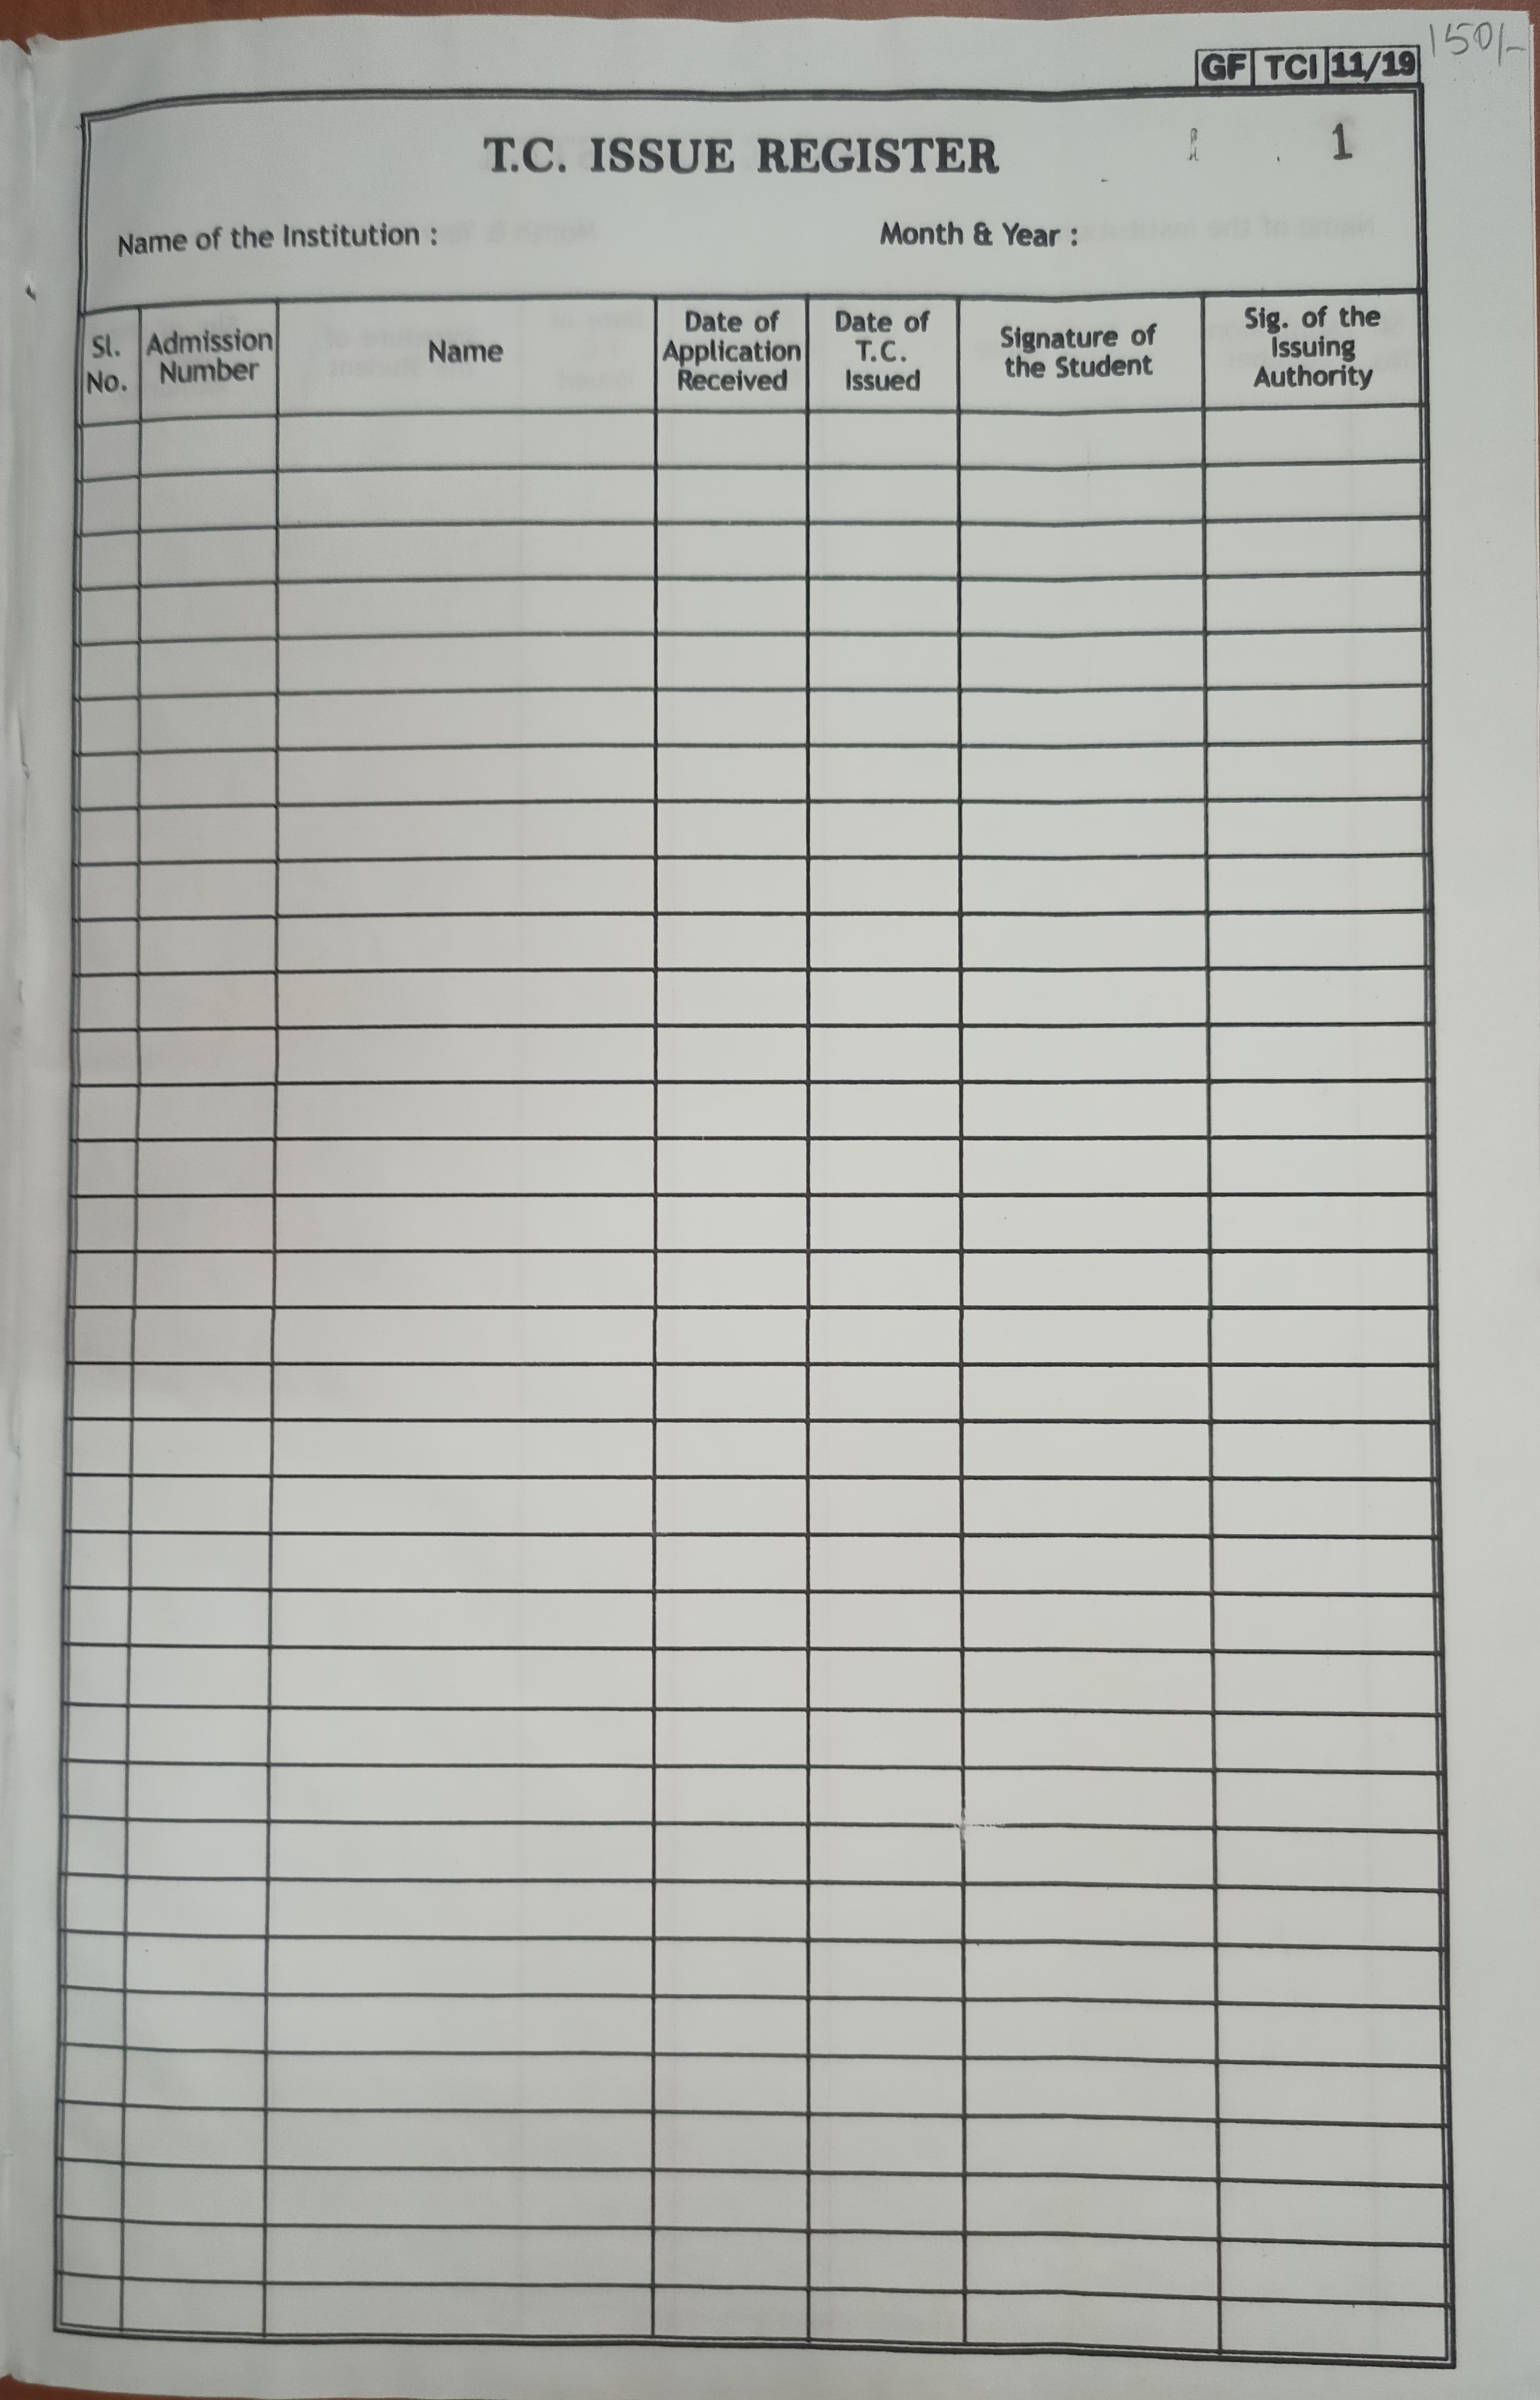 150/-
GF TCI 11/19
T.C. ISSUE REGISTER 1
Name of the Institution : Month & Year :
Sl. No.
Admission Number
Name
Date of Application Received
Date of T.C. Issued
Signature of the Student
Sig. of the Issuing Authority